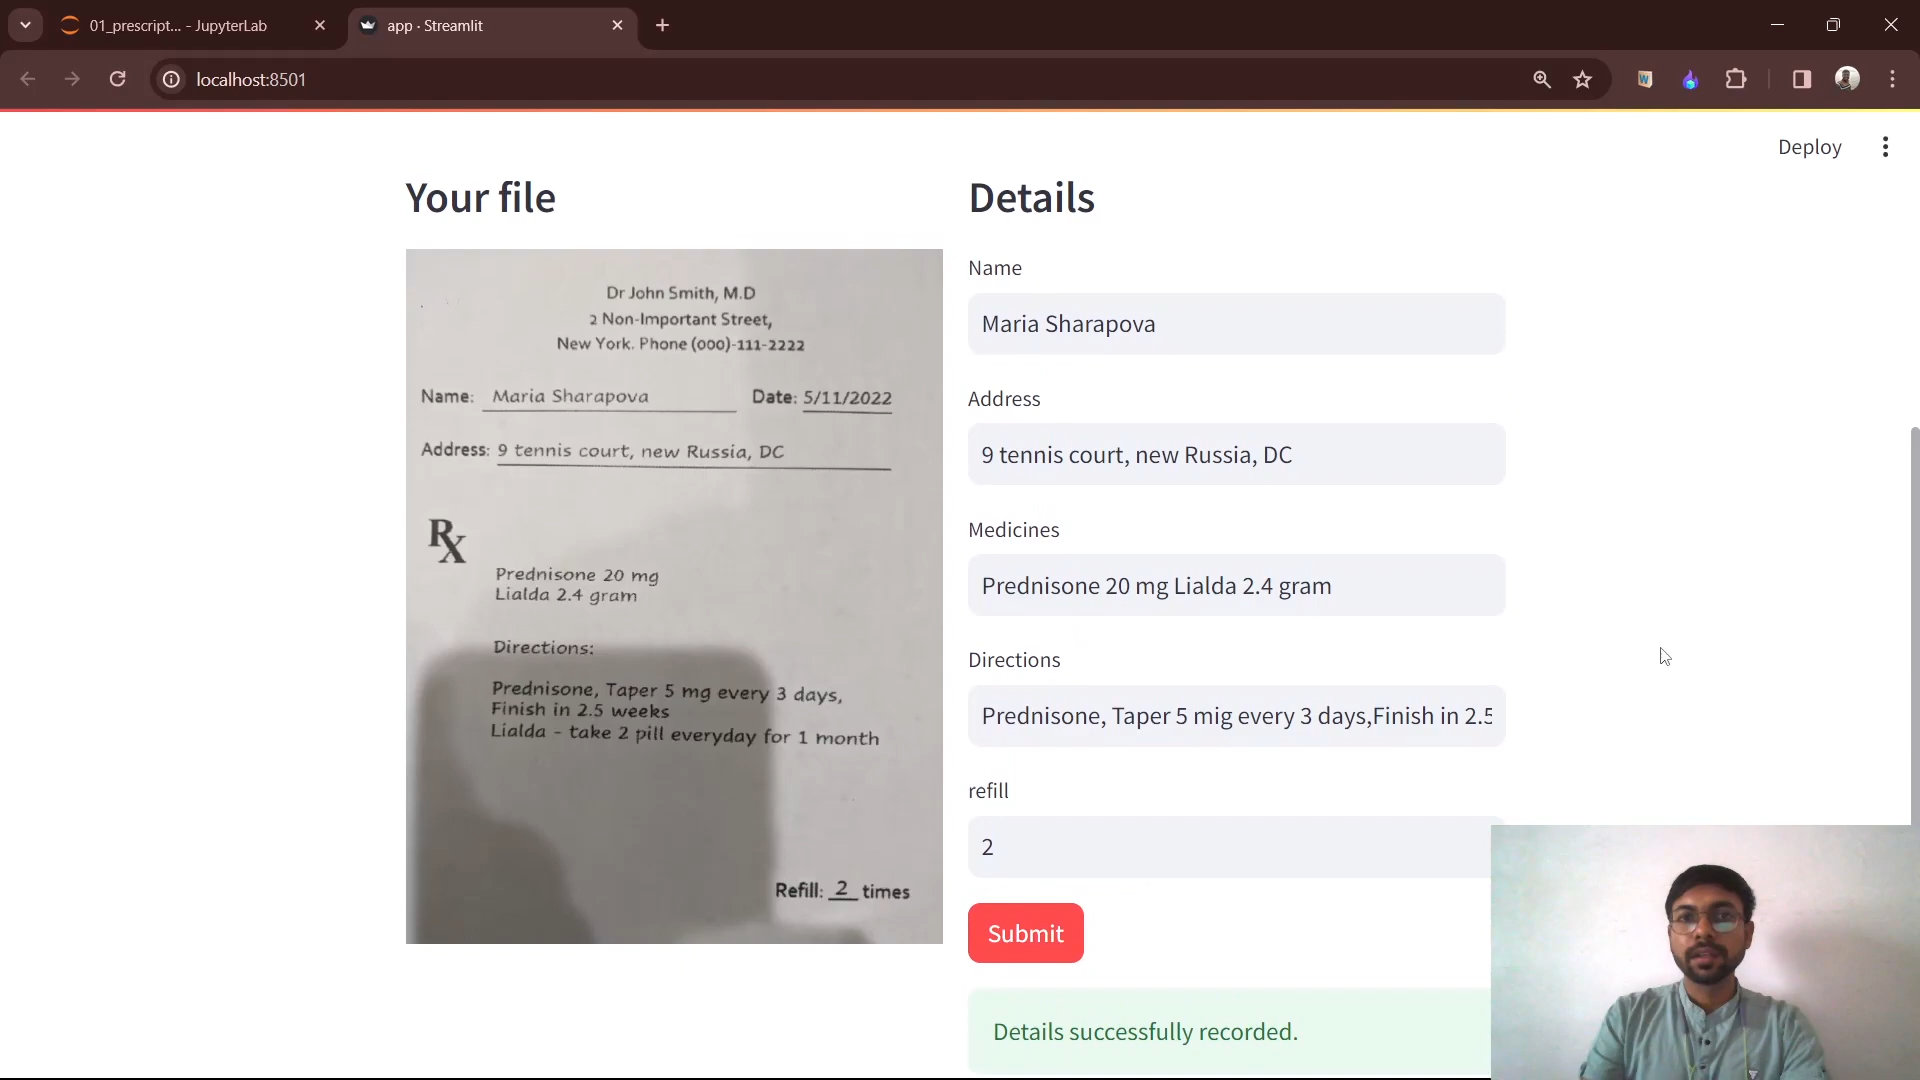 01_prescript... - JupyterLab
app · Streamlit
localhost:8501
Deploy
Your file
Dr John Smith, M.D
2 Non-Important Street,
New York. Phone (000)-111-2222
Name: Maria Sharapova Date: 5/11/2022
Address: 9 tennis court, new Russia, DC
Rx
Prednisone 20 mg
Lialda 2.4 gram
Directions:
Prednisone, Taper 5 mg every 3 days,
Finish in 2.5 weeks
Lialda - take 2 pill everyday for 1 month
Refill: 2 times
Details
Name
Maria Sharapova
Address
9 tennis court, new Russia, DC
Medicines
Prednisone 20 mg Lialda 2.4 gram
Directions
Prednisone, Taper 5 mig every 3 days,Finish in 2.5
refill
2
Submit
Details successfully recorded.